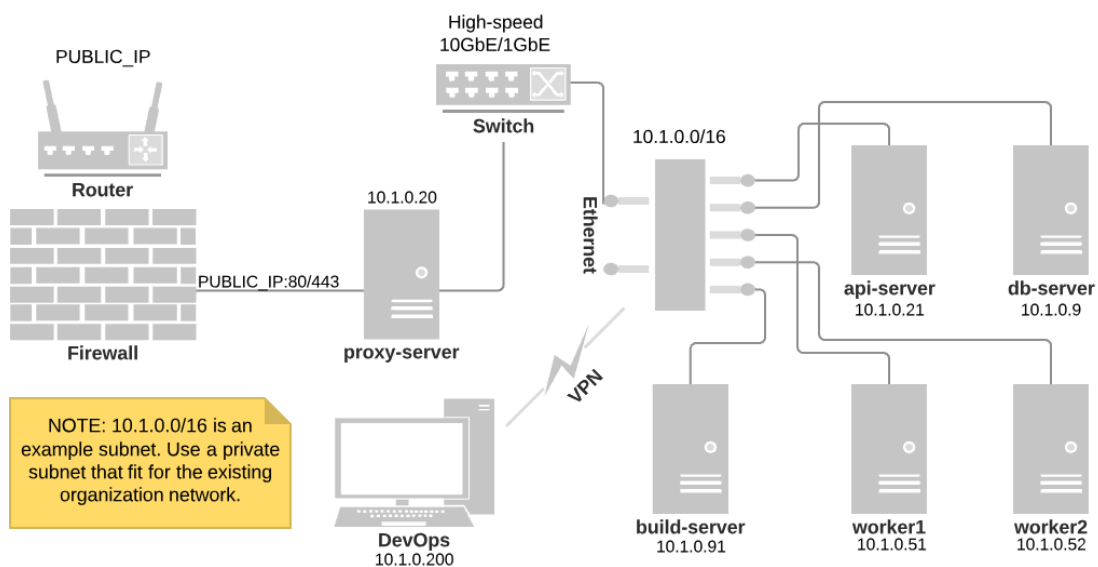 High-speed
10GbE/1GbE
PUBLIC_IP
Switch
10.1.0.0/16
Router
10.1.0.20
Ethernet
PUBLIC_IP:80/443
api-server
10.1.0.21
db-server
10.1.0.9
Firewall
proxy-server
VPN
NOTE: 10.1.0.0/16 is an
example subnet. Use a private
subnet that fit for the existing
organization network.
DevOps
10.1.0.200
build-server
10.1.0.91
worker1
10.1.0.51
worker2
10.1.0.52